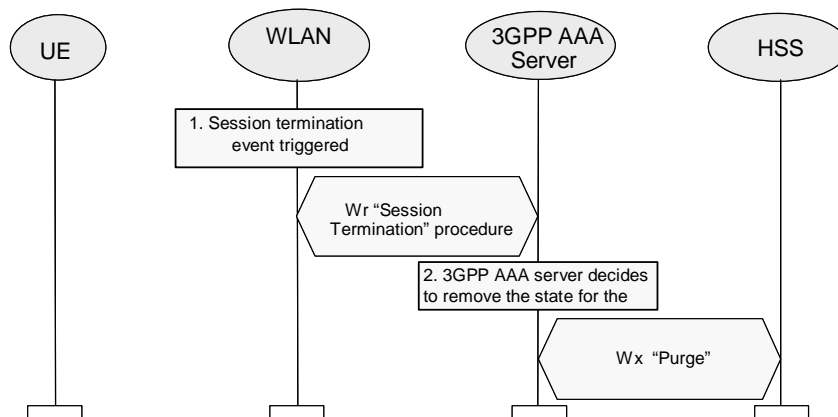 UE
WLAN
3GPP AAA
Server
HSS
1. Session termination
event triggered
Wr “Session
Termination” procedure
2. 3GPP AAA server decides
to remove the state for the
Wx “Purge”